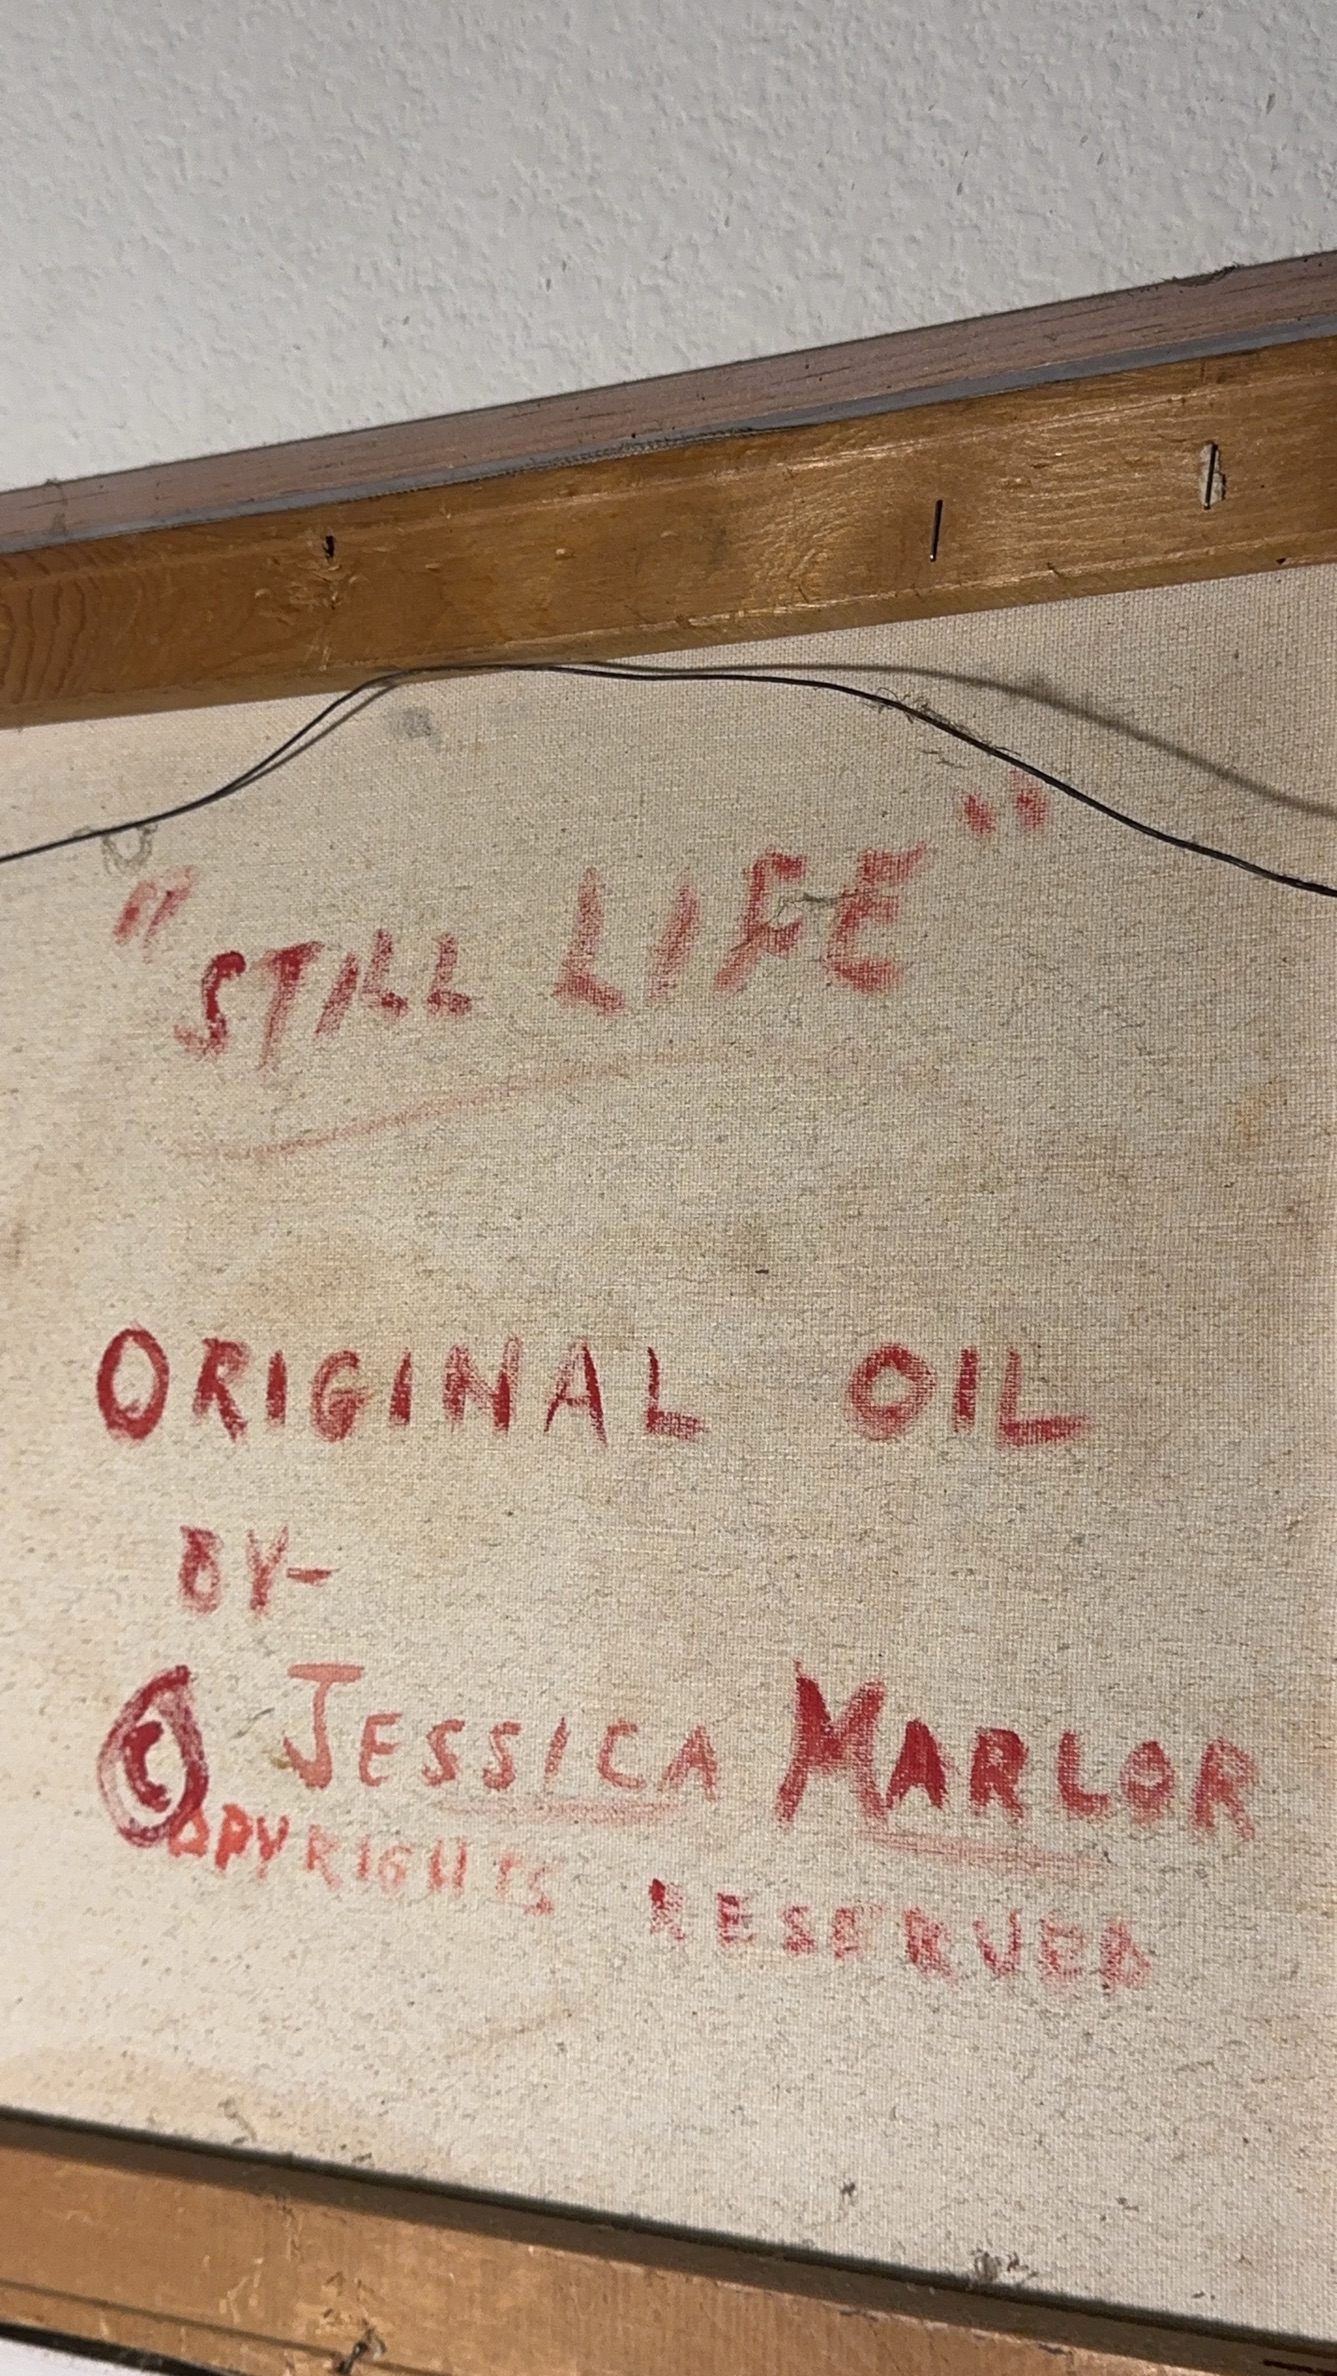 "STILL LIFE"
ORIGINAL OIL
BY-
© JESSICA MARLOR
COPYRIGHTS RESERVED